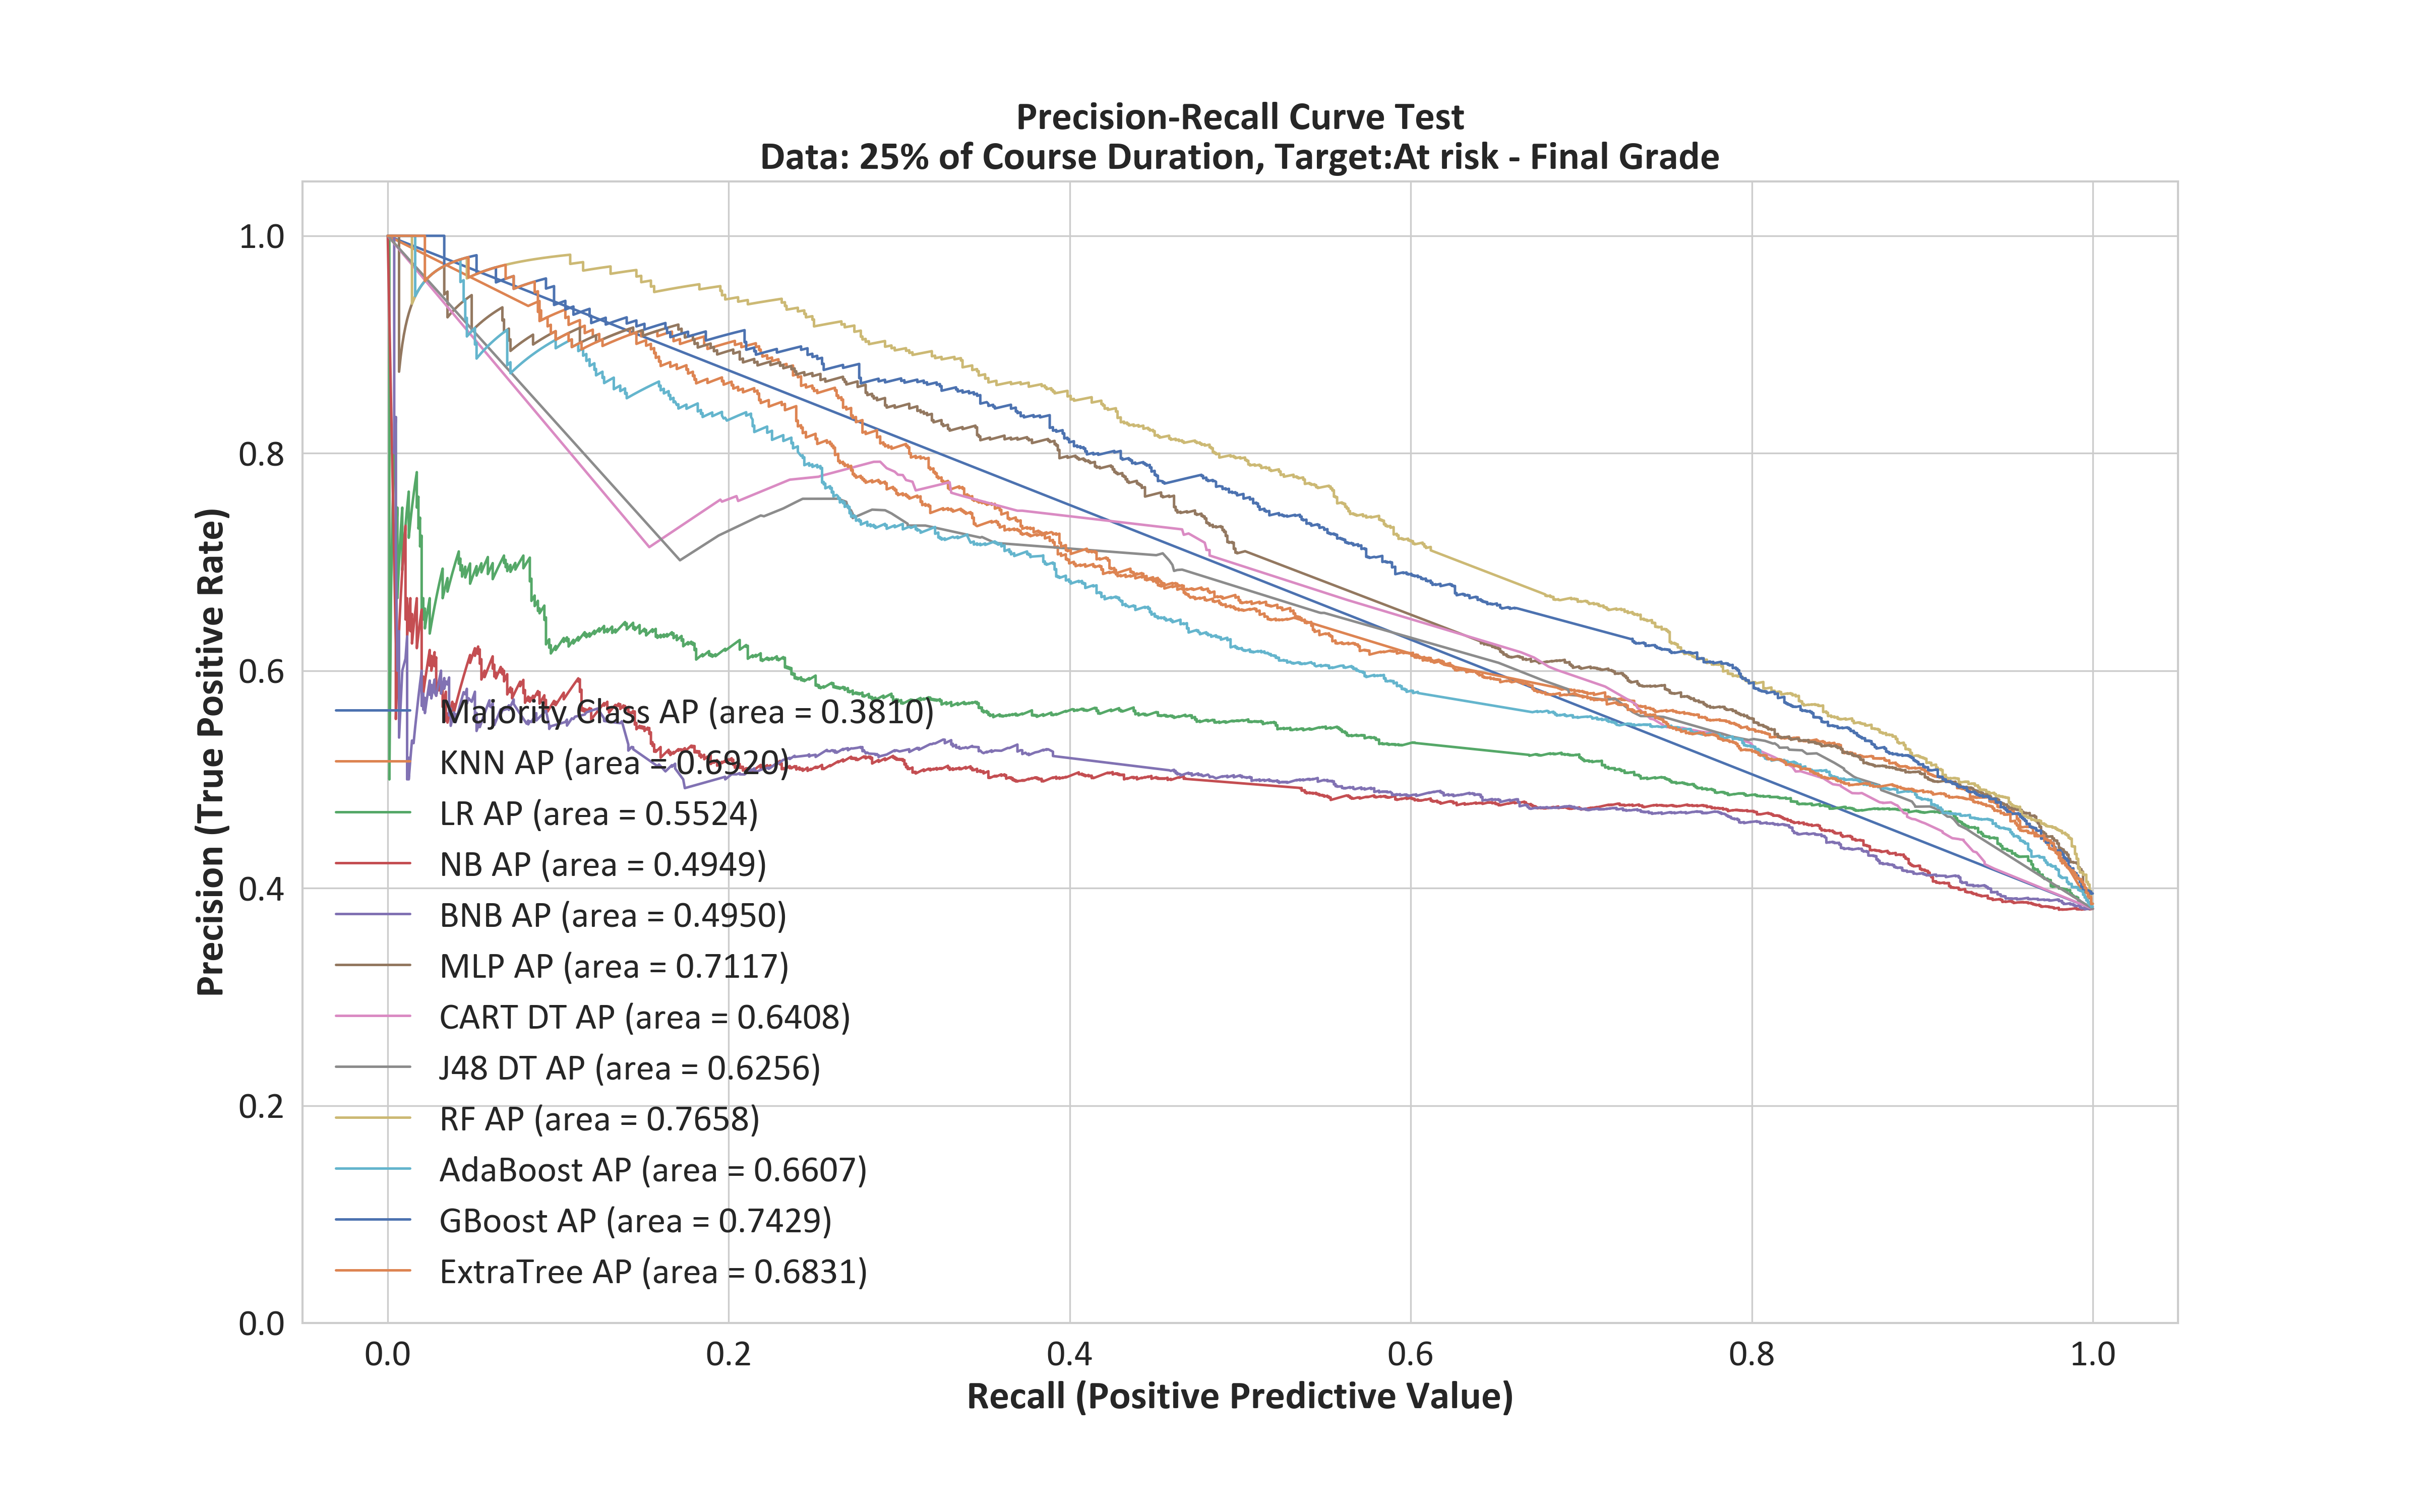 Precision-Recall Curve Test
Data: 25% of Course Duration, Target:At risk - Final Grade
1.0
0.8
0.6
0.4
0.2
0.0
Precision (True Positive Rate)
Majority Class AP (area = 0.3810)
KNN AP (area = 0.6920)
LR AP (area = 0.5524)
NB AP (area = 0.4949)
BNB AP (area = 0.4950)
MLP AP (area = 0.7117)
CART DT AP (area = 0.6408)
J48 DT AP (area = 0.6256)
RF AP (area = 0.7658)
AdaBoost AP (area = 0.6607)
GBoost AP (area = 0.7429)
ExtraTree AP (area = 0.6831)
0.0 0.2 0.4 0.6 0.8 1.0
Recall (Positive Predictive Value)